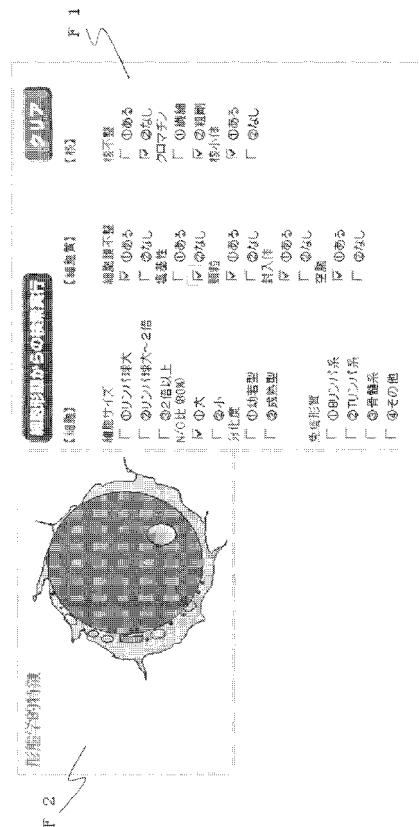 F 1
F 2
形態学的特徴
細胞形態からの検索実行
クリア
【細胞】
細胞サイズ
①リンパ球大
②リンパ球大~2倍
③2倍以上
N/C比(80%)
①大
②小
分化度
①幼若型
②成熟型
免疫形質
①Bリンパ系
②Tリンパ系
③骨髄系
④その他
【細胞質】
細胞膜不整
①ある
②なし
塩基性
①ある
②なし
顆粒
①ある
②なし
封入体
①ある
②なし
空胞
①ある
②なし
【核】
核不整
①ある
②なし
クロマチン
①繊細
②粗剛
核小体
①ある
②なし